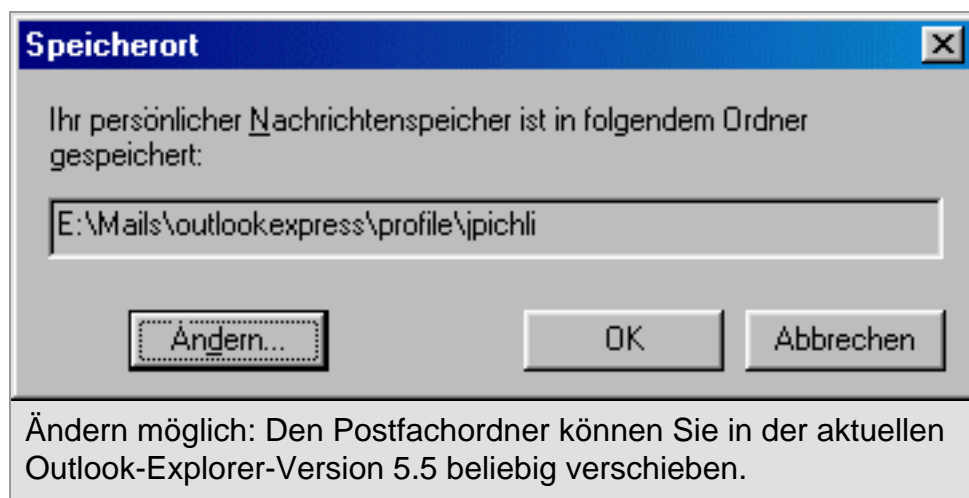 Speicherort
Ihr persönlicher Nachrichtenspeicher ist in folgendem Ordner
gespeichert:
E:\Mails\outlookexpress\profile\jpichli
Ändern...
OK
Abbrechen
Ändern möglich: Den Postfachordner können Sie in der aktuellen
Outlook-Explorer-Version 5.5 beliebig verschieben.